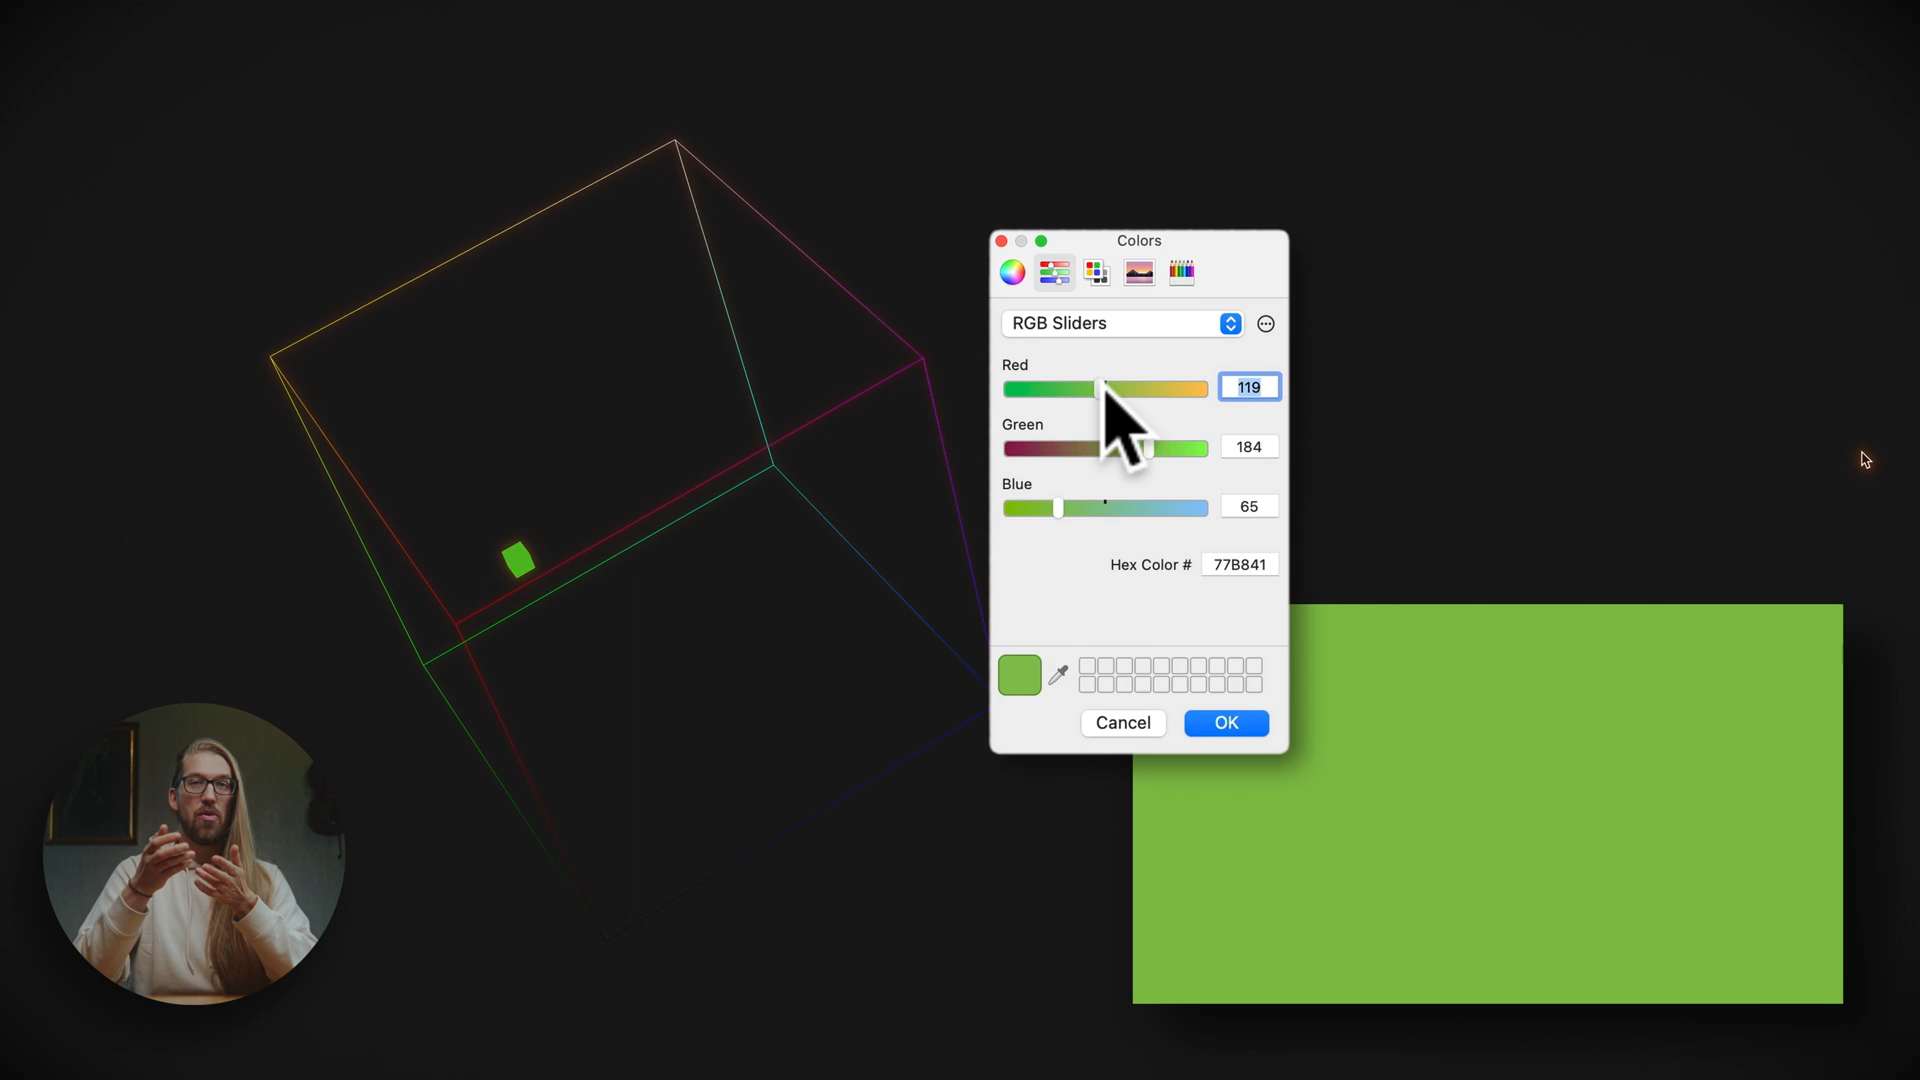 Colors
RGB Sliders
Red
119
Green
184
Blue
65
Hex Color # 77B841
Cancel OK